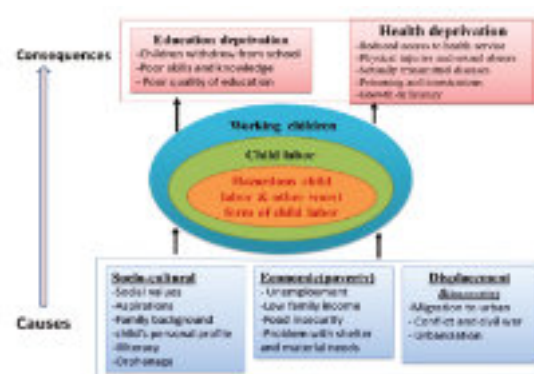 Consequences
Education deprivation
-Children withdraw from school
-Poor skills and knowledge
- Poor quality of education
Health deprivation
-Reduced access to health service
-Physical injuries and sexual abuse
-Sexually transmitted diseases
-Poisoning and
-Growth deficiency
Working children
Child labor
Hazardous child
labor & other worst
form of child labor
Causes
Socio-cultural
-Social values
-Aspirations
-Family background
-child's personal profile
-Illiteracy
-Orphanage
Economic(poverty)
- Unemployment
-Low family income
-Food insecurity
-Problem with shelter
and material needs
Displacement
-Migration to urban
- Conflict and civil war
- Urbanization